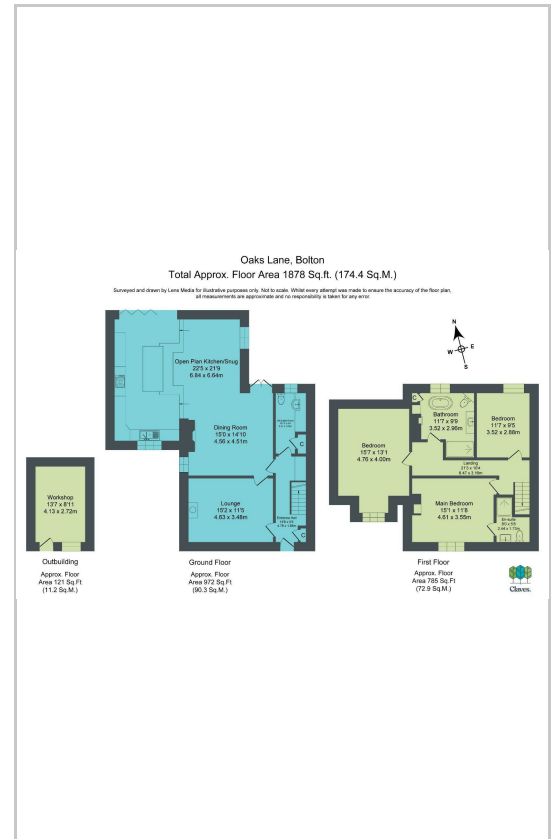 Oaks Lane, Bolton
Total Approx. Floor Area 1878 Sq.ft. (174.4 Sq.M.)
Surveyed and drawn by Lens Media for illustrative purposes only. Not to scale. Whilst every attempt was made to ensure the accuracy of the floor plan,
all measurements are approximate and no responsibility is taken for any error.
N
W
E
S
Open Plan Kitchen/Snug
22'5 x 21'9
6.84 x 6.64m
Dining Room
15'0 x 14'10
4.56 x 4.51m
C
Lounge
15'2 x 11'5
4.63 x 3.48m
Entrance Hall
C
Workshop
13'7 x 8'11
4.13 x 2.72m
C
Bathroom
11'7 x 9'9
3.52 x 2.96m
Bedroom
11'7 x 9'5
3.52 x 2.88m
Bedroom
15'7 x 13'1
4.76 x 4.00m
Landing
Main Bedroom
15'1 x 11'8
4.61 x 3.55m
En-suite
Outbuilding
Approx. Floor
Area 121 Sq.Ft
(11.2 Sq.M.)
Ground Floor
Approx. Floor
Area 972 Sq.Ft
(90.3 Sq.M.)
First Floor
Approx. Floor
Area 785 Sq.Ft
(72.9 Sq.M.)
Claves.